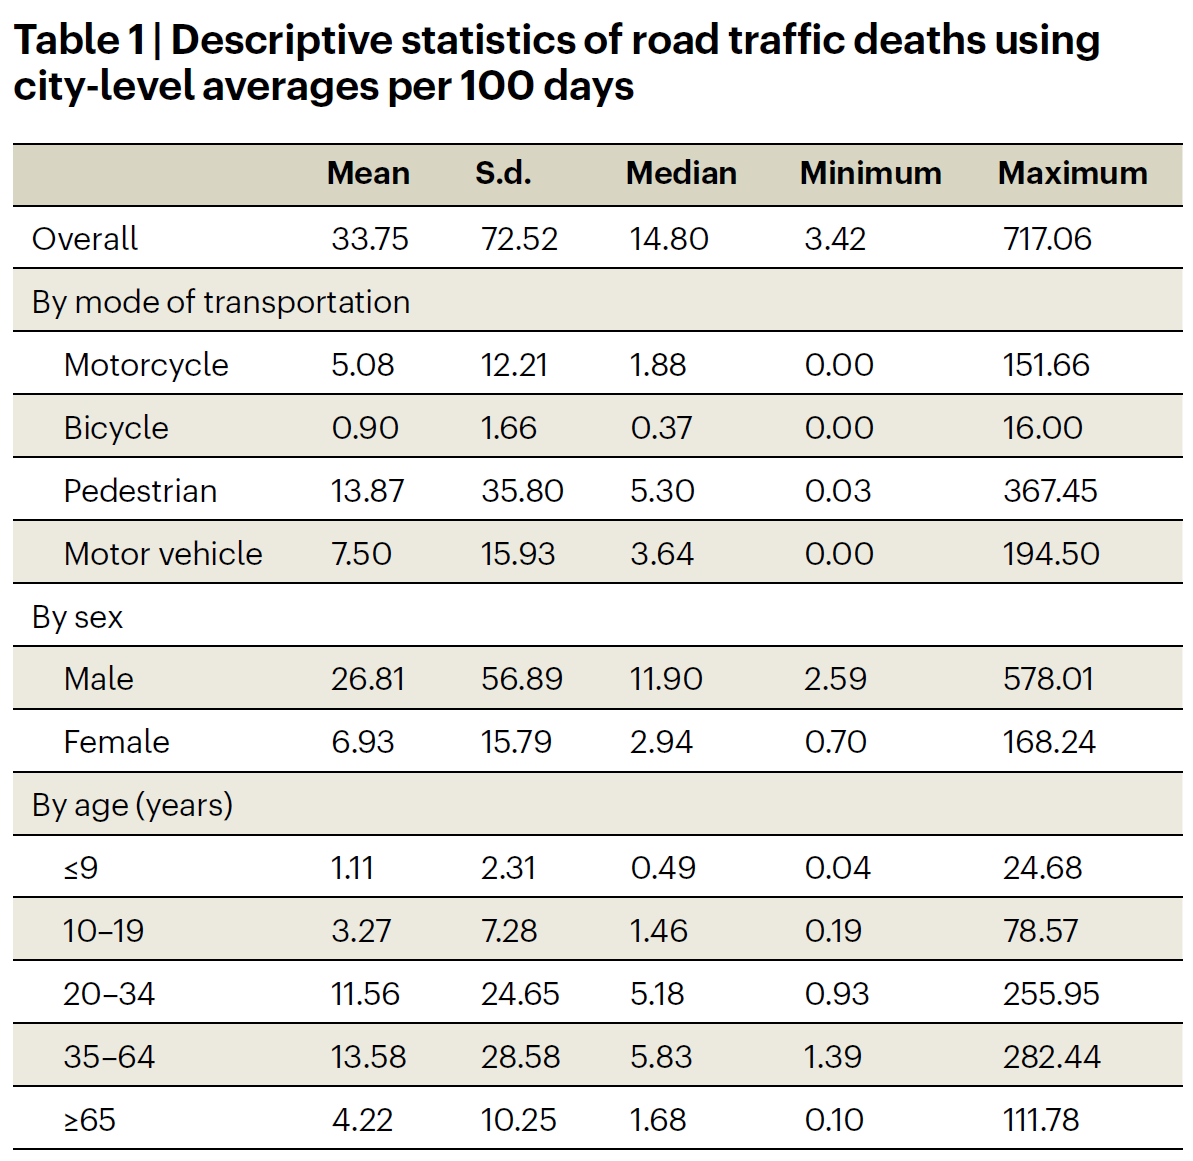 Table 1 | Descriptive statistics of road traffic deaths using
city-level averages per 100 days
Mean S.d. Median Minimum Maximum
Overall 33.75 72.52 14.80 3.42 717.06
By mode of transportation
Motorcycle 5.08 12.21 1.88 0.00 151.66
Bicycle 0.90 1.66 0.37 0.00 16.00
Pedestrian 13.87 35.80 5.30 0.03 367.45
Motor vehicle 7.50 15.93 3.64 0.00 194.50
By sex
Male 26.81 56.89 11.90 2.59 578.01
Female 6.93 15.79 2.94 0.70 168.24
By age (years)
≤9 1.11 2.31 0.49 0.04 24.68
10–19 3.27 7.28 1.46 0.19 78.57
20–34 11.56 24.65 5.18 0.93 255.95
35–64 13.58 28.58 5.83 1.39 282.44
≥65 4.22 10.25 1.68 0.10 111.78